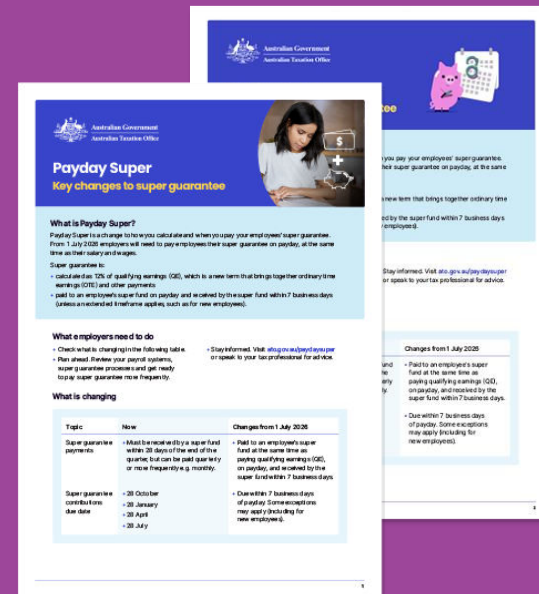 Australian Government
Australian Taxation Office
Payday Super
Key changes to super guarantee
What is Payday Super?
Payday Super is a change to how you calculate and when you pay your employees' super guarantee.
From 1 July 2026 employers will need to pay employees their super guarantee on payday, at the same
time as their salary and wages.
Super guarantee is:
• calculated as 12% of qualifying earnings (QE), which is a new term that brings together ordinary time
earnings (OTE) and other payments
• paid to an employee's super fund on payday and received by the super fund within 7 business days
(unless an extended timeframe applies, such as for new employees).
What employers need to do
• Check what is changing in the following table.
• Plan ahead. Review your payroll systems,
super guarantee processes and get ready
to pay super guarantee more frequently.
• Stay informed. Visit ato.gov.au/paydaysuper
or speak to your tax professional for advice.
What is changing
Topic
Now
Changes from 1 July 2026
Super guarantee
payments
• Must be received by a super fund
within 28 days of the end of the
quarter, but can be paid quarterly
or more frequently e.g. monthly.
• Paid to an employee's super
fund at the same time as
paying qualifying earnings (QE),
on payday, and received by the
super fund within 7 business days
Super guarantee
contributions
due date
• 28 October
• 28 January
• 28 April
• 28 July
• Due within 7 business days
of payday. Some exceptions
may apply (including for
new employees).
Australian Government
Australian Taxation Office
tee
you pay your employees' super guarantee.
their super guarantee on payday, at the same
a new term that brings together ordinary time
ed by the super fund within 7 business days
employees).
Stay informed. Visit ato.gov.au/paydaysuper
or speak to your tax professional for advice.
Changes from 1 July 2026
• Paid to an employee's super
fund at the same time as
paying qualifying earnings (QE),
on payday, and received by the
super fund within 7 business days.
• Due within 7 business days
of payday. Some exceptions
may apply (including for
new employees).